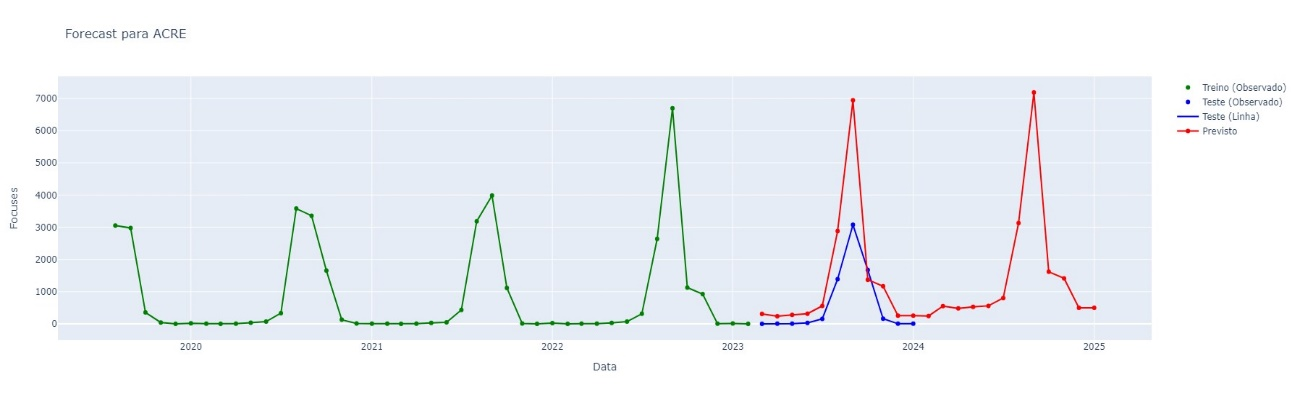 Forecast para ACRE
7000
6000
5000
4000
3000
2000
1000
0
Focuses
2020
2021
2022
2023
2024
2025
Data
Treino (Observado)
Teste (Observado)
Teste (Linha)
Previsto